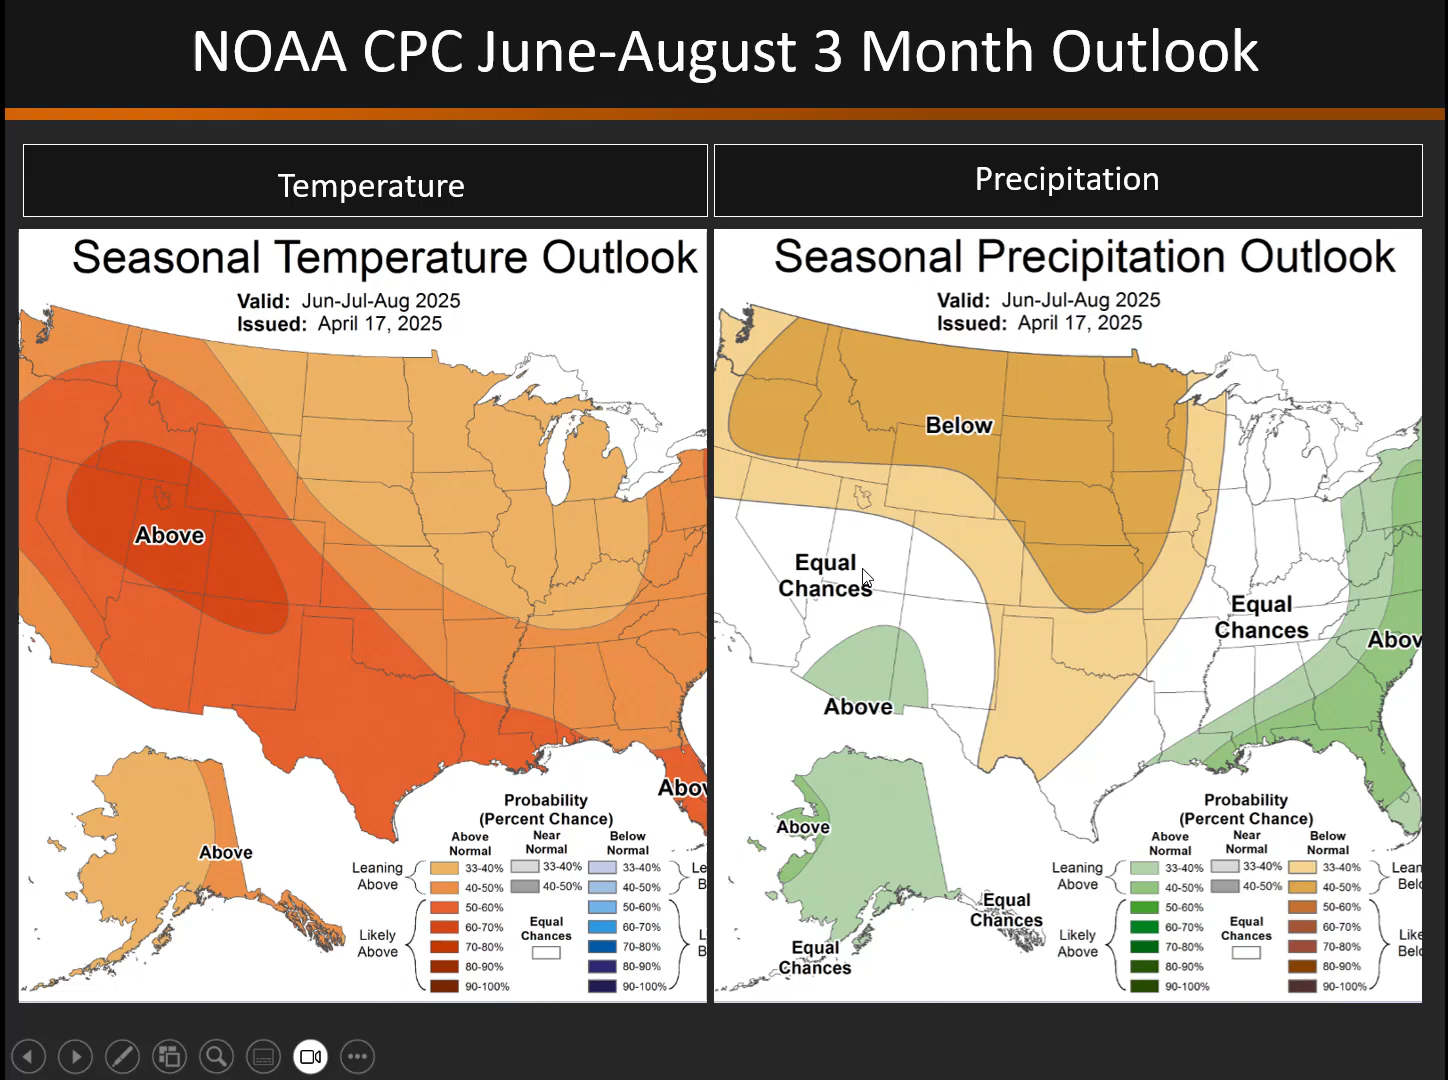 NOAA CPC June-August 3 Month Outlook
Temperature
Precipitation
Seasonal Temperature Outlook
Valid: Jun-Jul-Aug 2025
Issued: April 17, 2025
Above
Above
Abov
Probability
(Percent Chance)
Above
Normal
Near
Normal
Below
Normal
Leaning
Above
Likely
Above
33-40%
40-50%
50-60%
60-70%
70-80%
80-90%
90-100%
33-40%
40-50%
Equal
Chances
33-40%
40-50%
50-60%
60-70%
70-80%
80-90%
90-100%
Le
B
L
B
Seasonal Precipitation Outlook
Valid: Jun-Jul-Aug 2025
Issued: April 17, 2025
Below
Equal
Chances
Equal
Chances
Abov
Above
Above
Equal
Chances
Equal
Chances
Probability
(Percent Chance)
Above
Normal
Near
Normal
Below
Normal
Leaning
Above
Likely
Above
33-40%
40-50%
50-60%
60-70%
70-80%
80-90%
90-100%
33-40%
40-50%
Equal
Chances
33-40%
40-50%
50-60%
60-70%
70-80%
80-90%
90-100%
Lean
Belo
Like
Belo